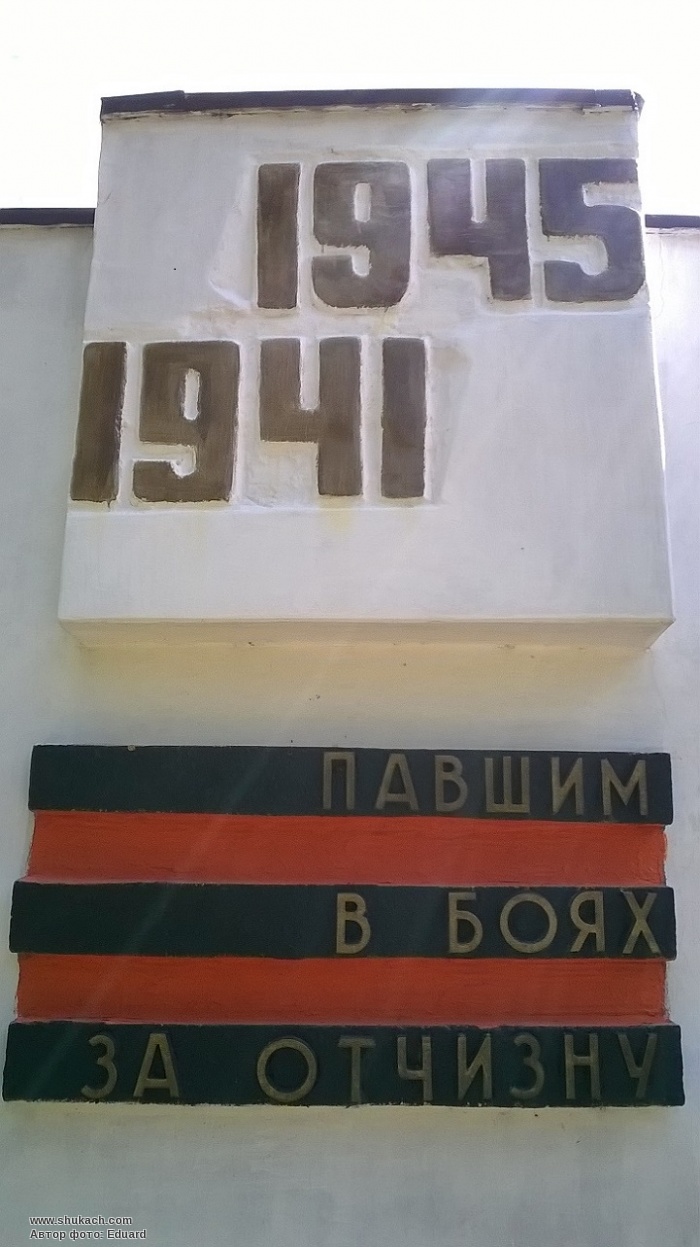 1945
1941
ПАВШИМ
В БОЯХ
ЗА ОТЧИЗНУ
www.shukach.com
Автор фото: Eduard